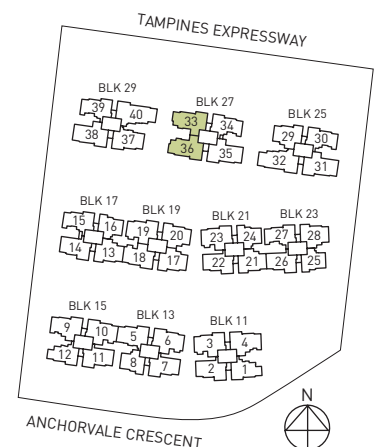 TAMPINES EXPRESSWAY
BLK 29
39 40
38 37
BLK 27
33 34
36 35
BLK 25
29 30
32 31
BLK 17
15 16
14 13
BLK 19
19 20
18 17
BLK 21
23 24
22 21
BLK 23
27 28
26 25
BLK 15
9 10
12 11
BLK 13
5 6
8 7
BLK 11
3 4
2 1
ANCHORVALE CRESCENT
N